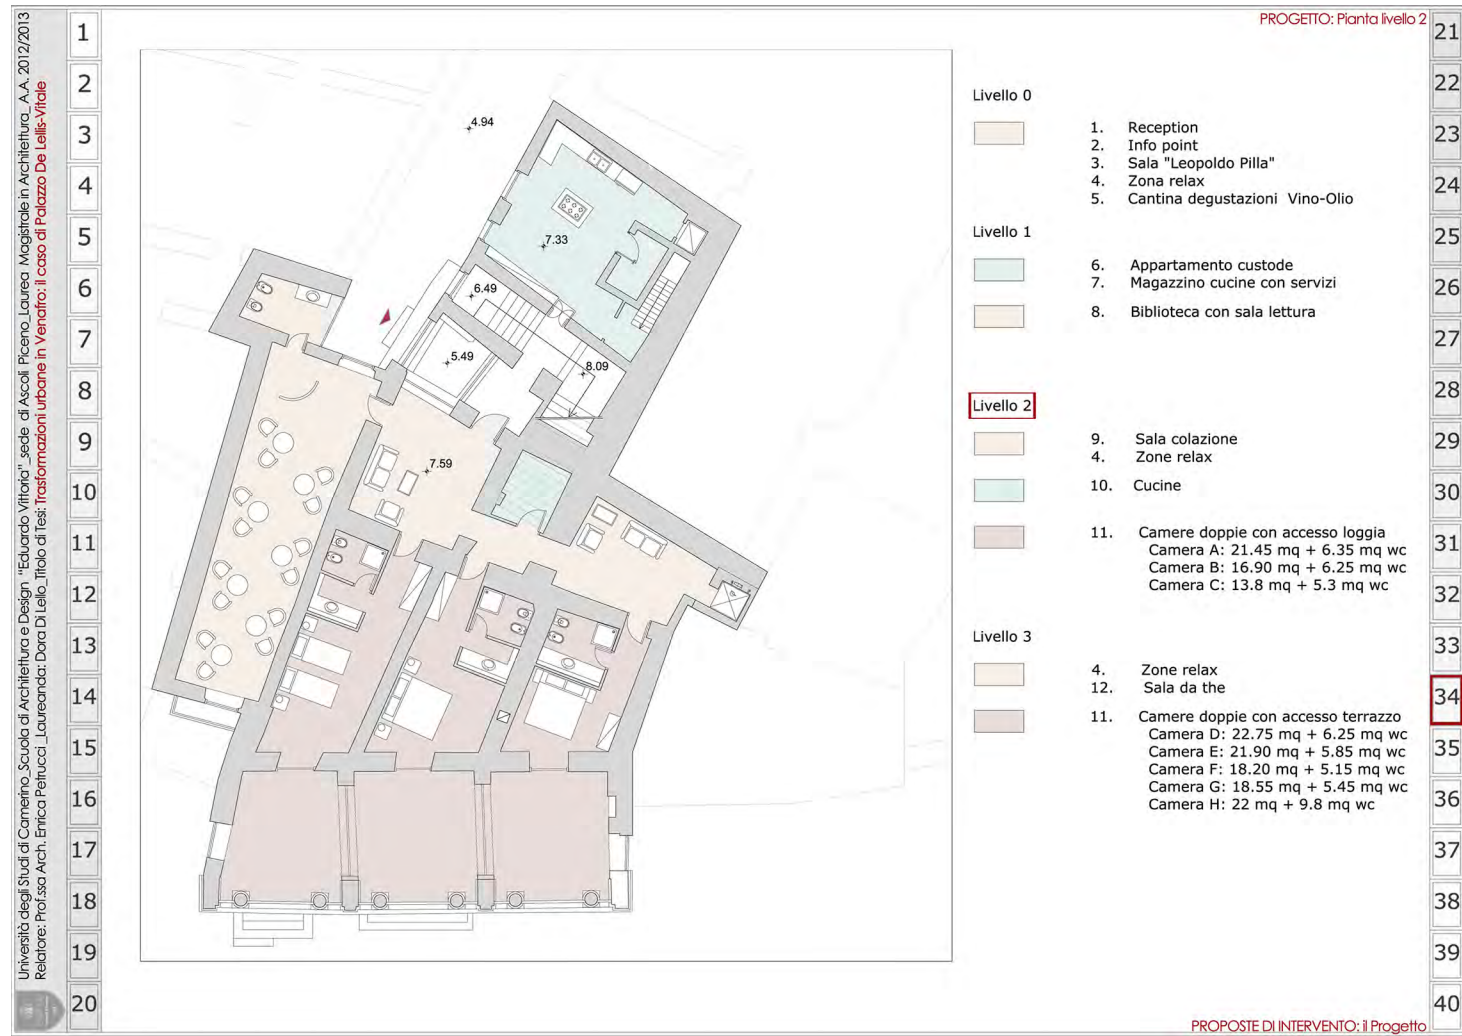 PROGETTO: Pianta livello 2
Università degli Studi di Camerino_Scuola di Architettura e Design "Eduardo Vittoria"_sede di Ascoli Piceno_Laurea Magistrale in Architettura_ A.A. 2012/2013
Relatore: Prof.ssa Arch. Enrica Petrucci _Laureanda: Dora Di Lello_Titolo di Tesi: Trasformazioni urbane in Venafro: il caso di Palazzo De Lellis-Vitale
1
2
3
4
5
6
7
8
9
10
11
12
13
14
15
16
17
18
19
20
4.94
7.33
6.49
5.49
8.09
7.59
Livello 0
1. Reception
2. Info point
3. Sala "Leopoldo Pilla"
4. Zona relax
5. Cantina degustazioni Vino-Olio
Livello 1
6. Appartamento custode
7. Magazzino cucine con servizi
8. Biblioteca con sala lettura
Livello 2
9. Sala colazione
4. Zone relax
10. Cucine
11. Camere doppie con accesso loggia
Camera A: 21.45 mq + 6.35 mq wc
Camera B: 16.90 mq + 6.25 mq wc
Camera C: 13.8 mq + 5.3 mq wc
Livello 3
4. Zone relax
12. Sala da the
11. Camere doppie con accesso terrazzo
Camera D: 22.75 mq + 6.25 mq wc
Camera E: 21.90 mq + 5.85 mq wc
Camera F: 18.20 mq + 5.15 mq wc
Camera G: 18.55 mq + 5.45 mq wc
Camera H: 22 mq + 9.8 mq wc
21
22
23
24
25
26
27
28
29
30
31
32
33
34
35
36
37
38
39
40
PROPOSTE DI INTERVENTO: il Progetto